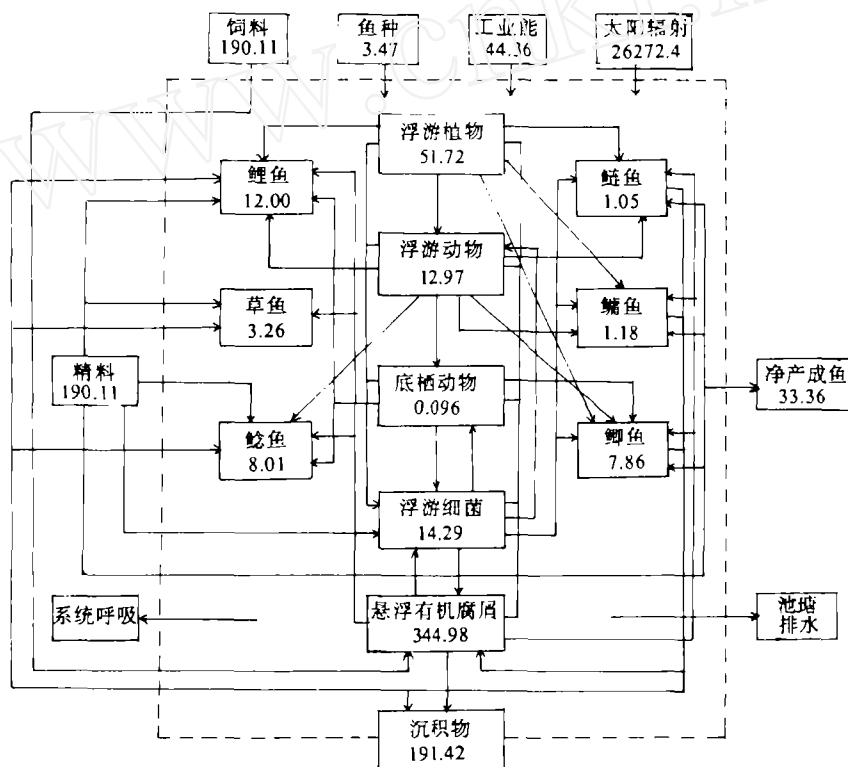 饲料
190.11
鱼种
3.47
工业能
44.36
太阳辐射
26272.4
浮游植物
51.72
鲤鱼
12.00
鲢鱼
1.05
浮游动物
12.97
草鱼
3.26
鳙鱼
1.18
精料
190.11
底栖动物
0.096
净产成鱼
33.36
鲶鱼
8.01
鲫鱼
7.86
浮游细菌
14.29
系统呼吸
悬浮有机腐屑
344.98
池塘
排水
沉积物
191.42